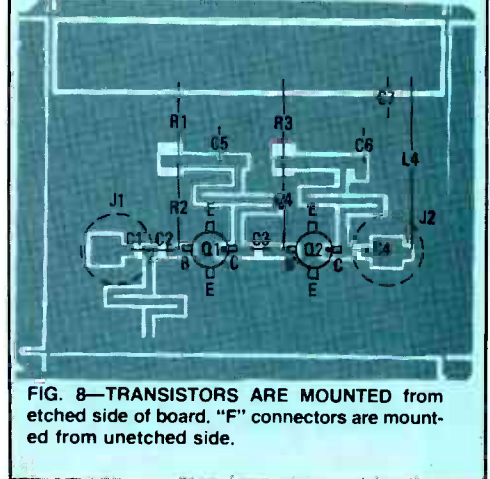 C7
R1
R3
C5
C6
L4
J1
R2
E
E
J2
C1
C2
Q1
C3
Q2
C4
B
C
C
E
E
FIG. 8—TRANSISTORS ARE MOUNTED from
etched side of board. "F" connectors are mount-
ed from unetched side.